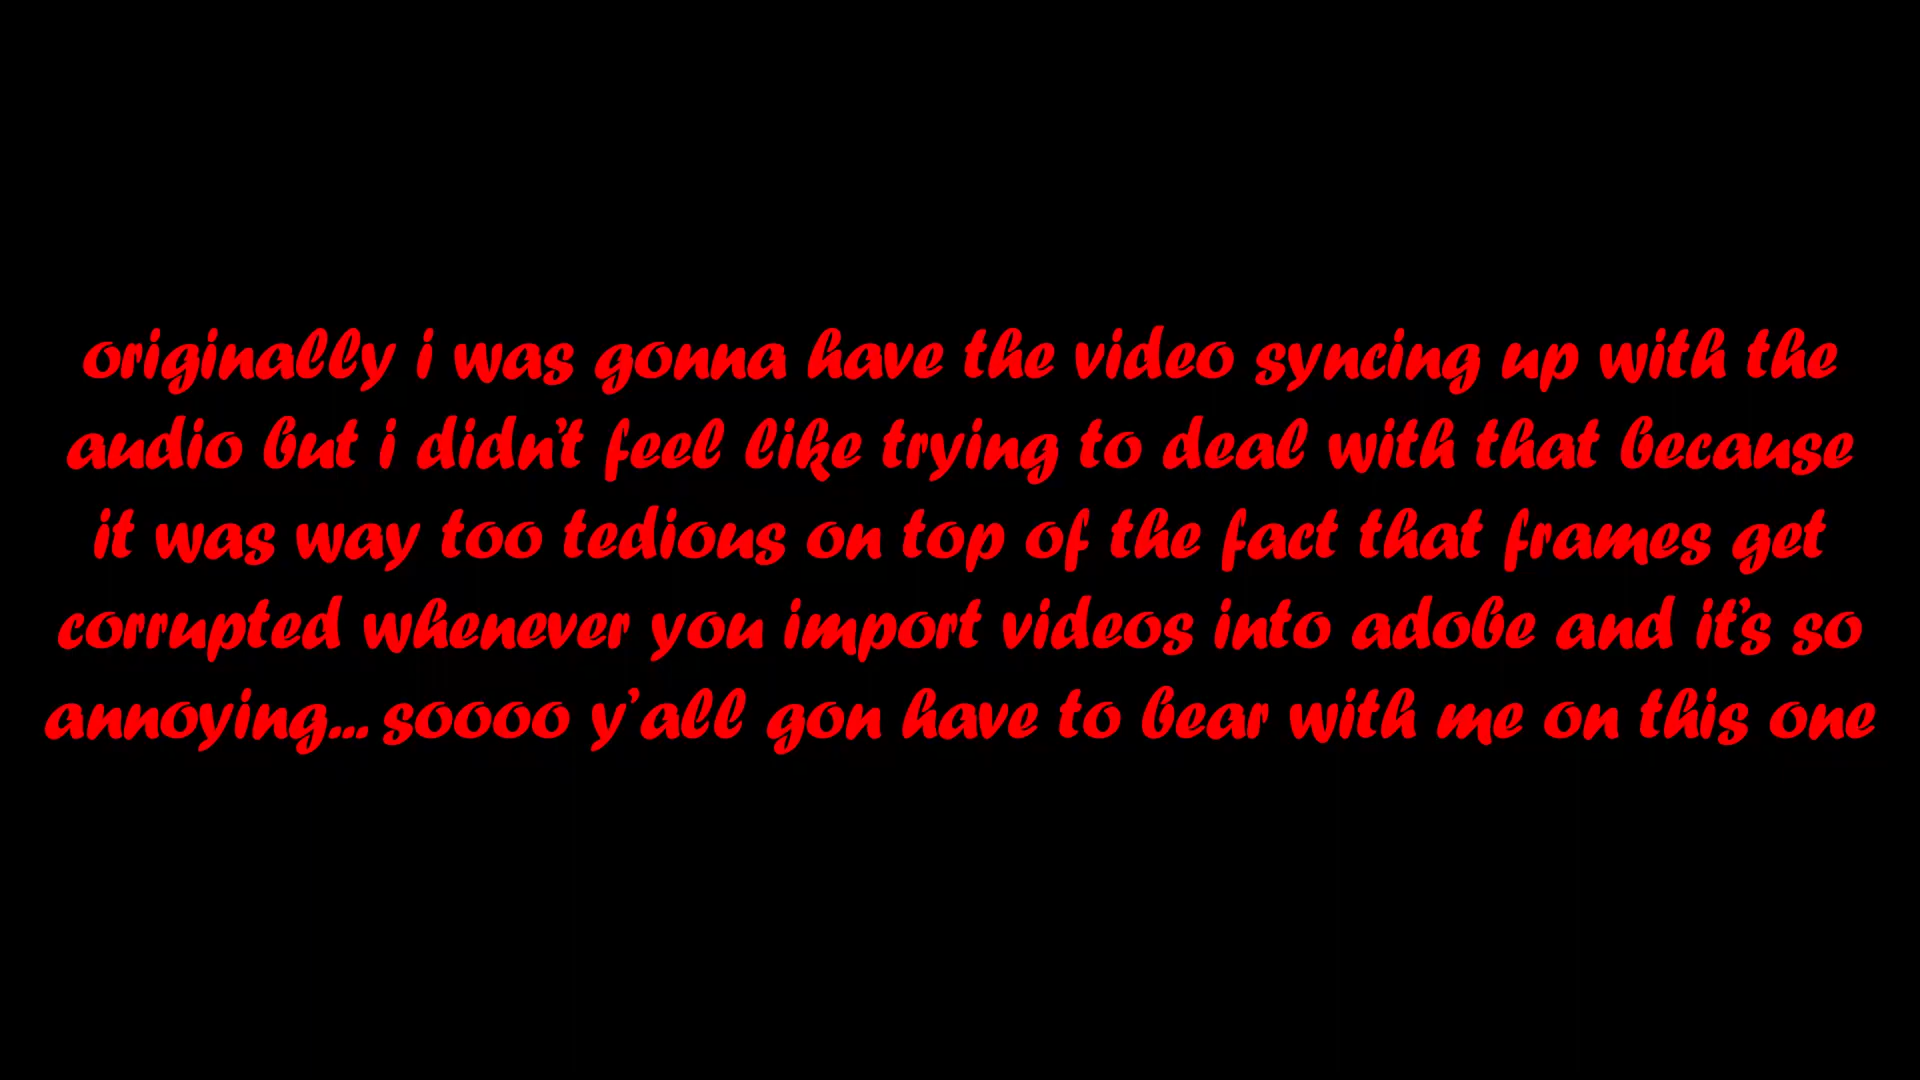 originally i was gonna have the video syncing up with the
audio but i didn't feel like trying to deal with that because
it was way too tedious on top of the fact that frames get
corrupted whenever you import videos into adobe and it's so
annoying... soooo y'all gon have to bear with me on this one